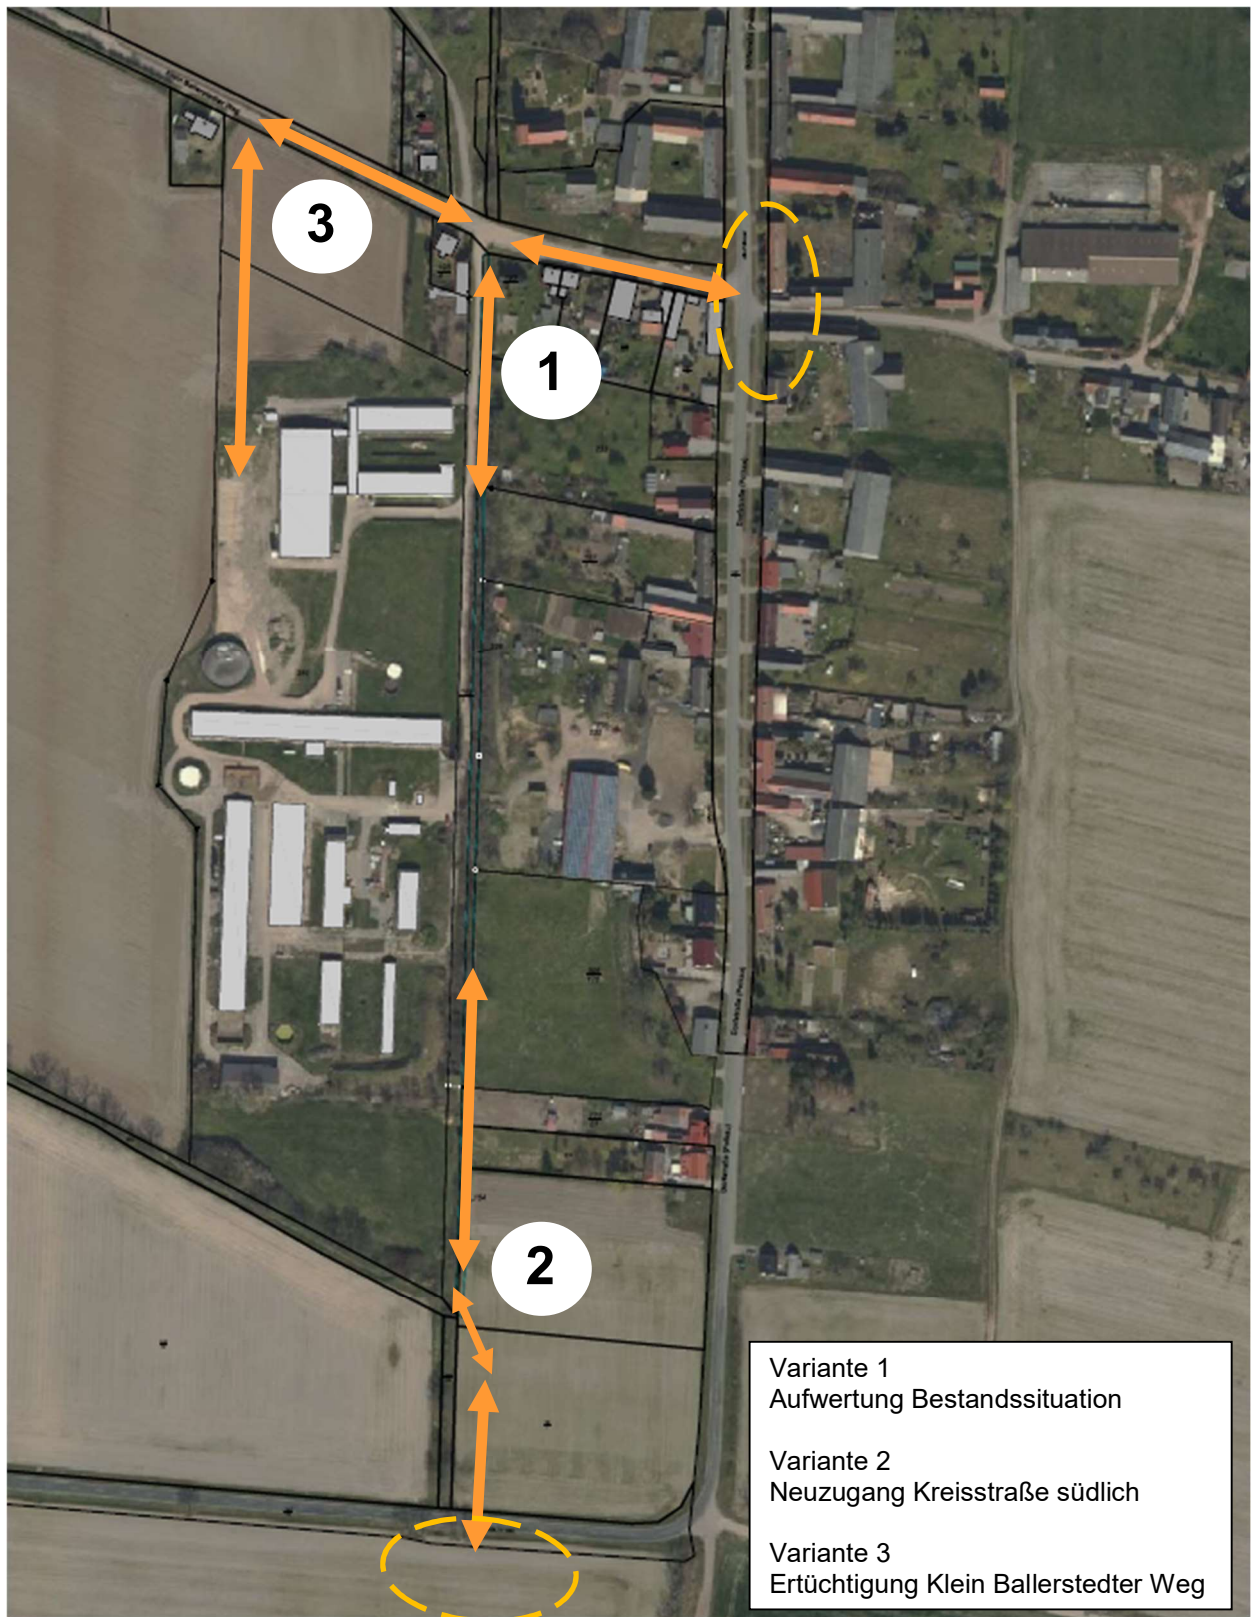 3
1
2
Variante 1
Aufwertung Bestandssituation
Variante 2
Neuzugang Kreisstraße südlich
Variante 3
Ertüchtigung Klein Ballerstedter Weg